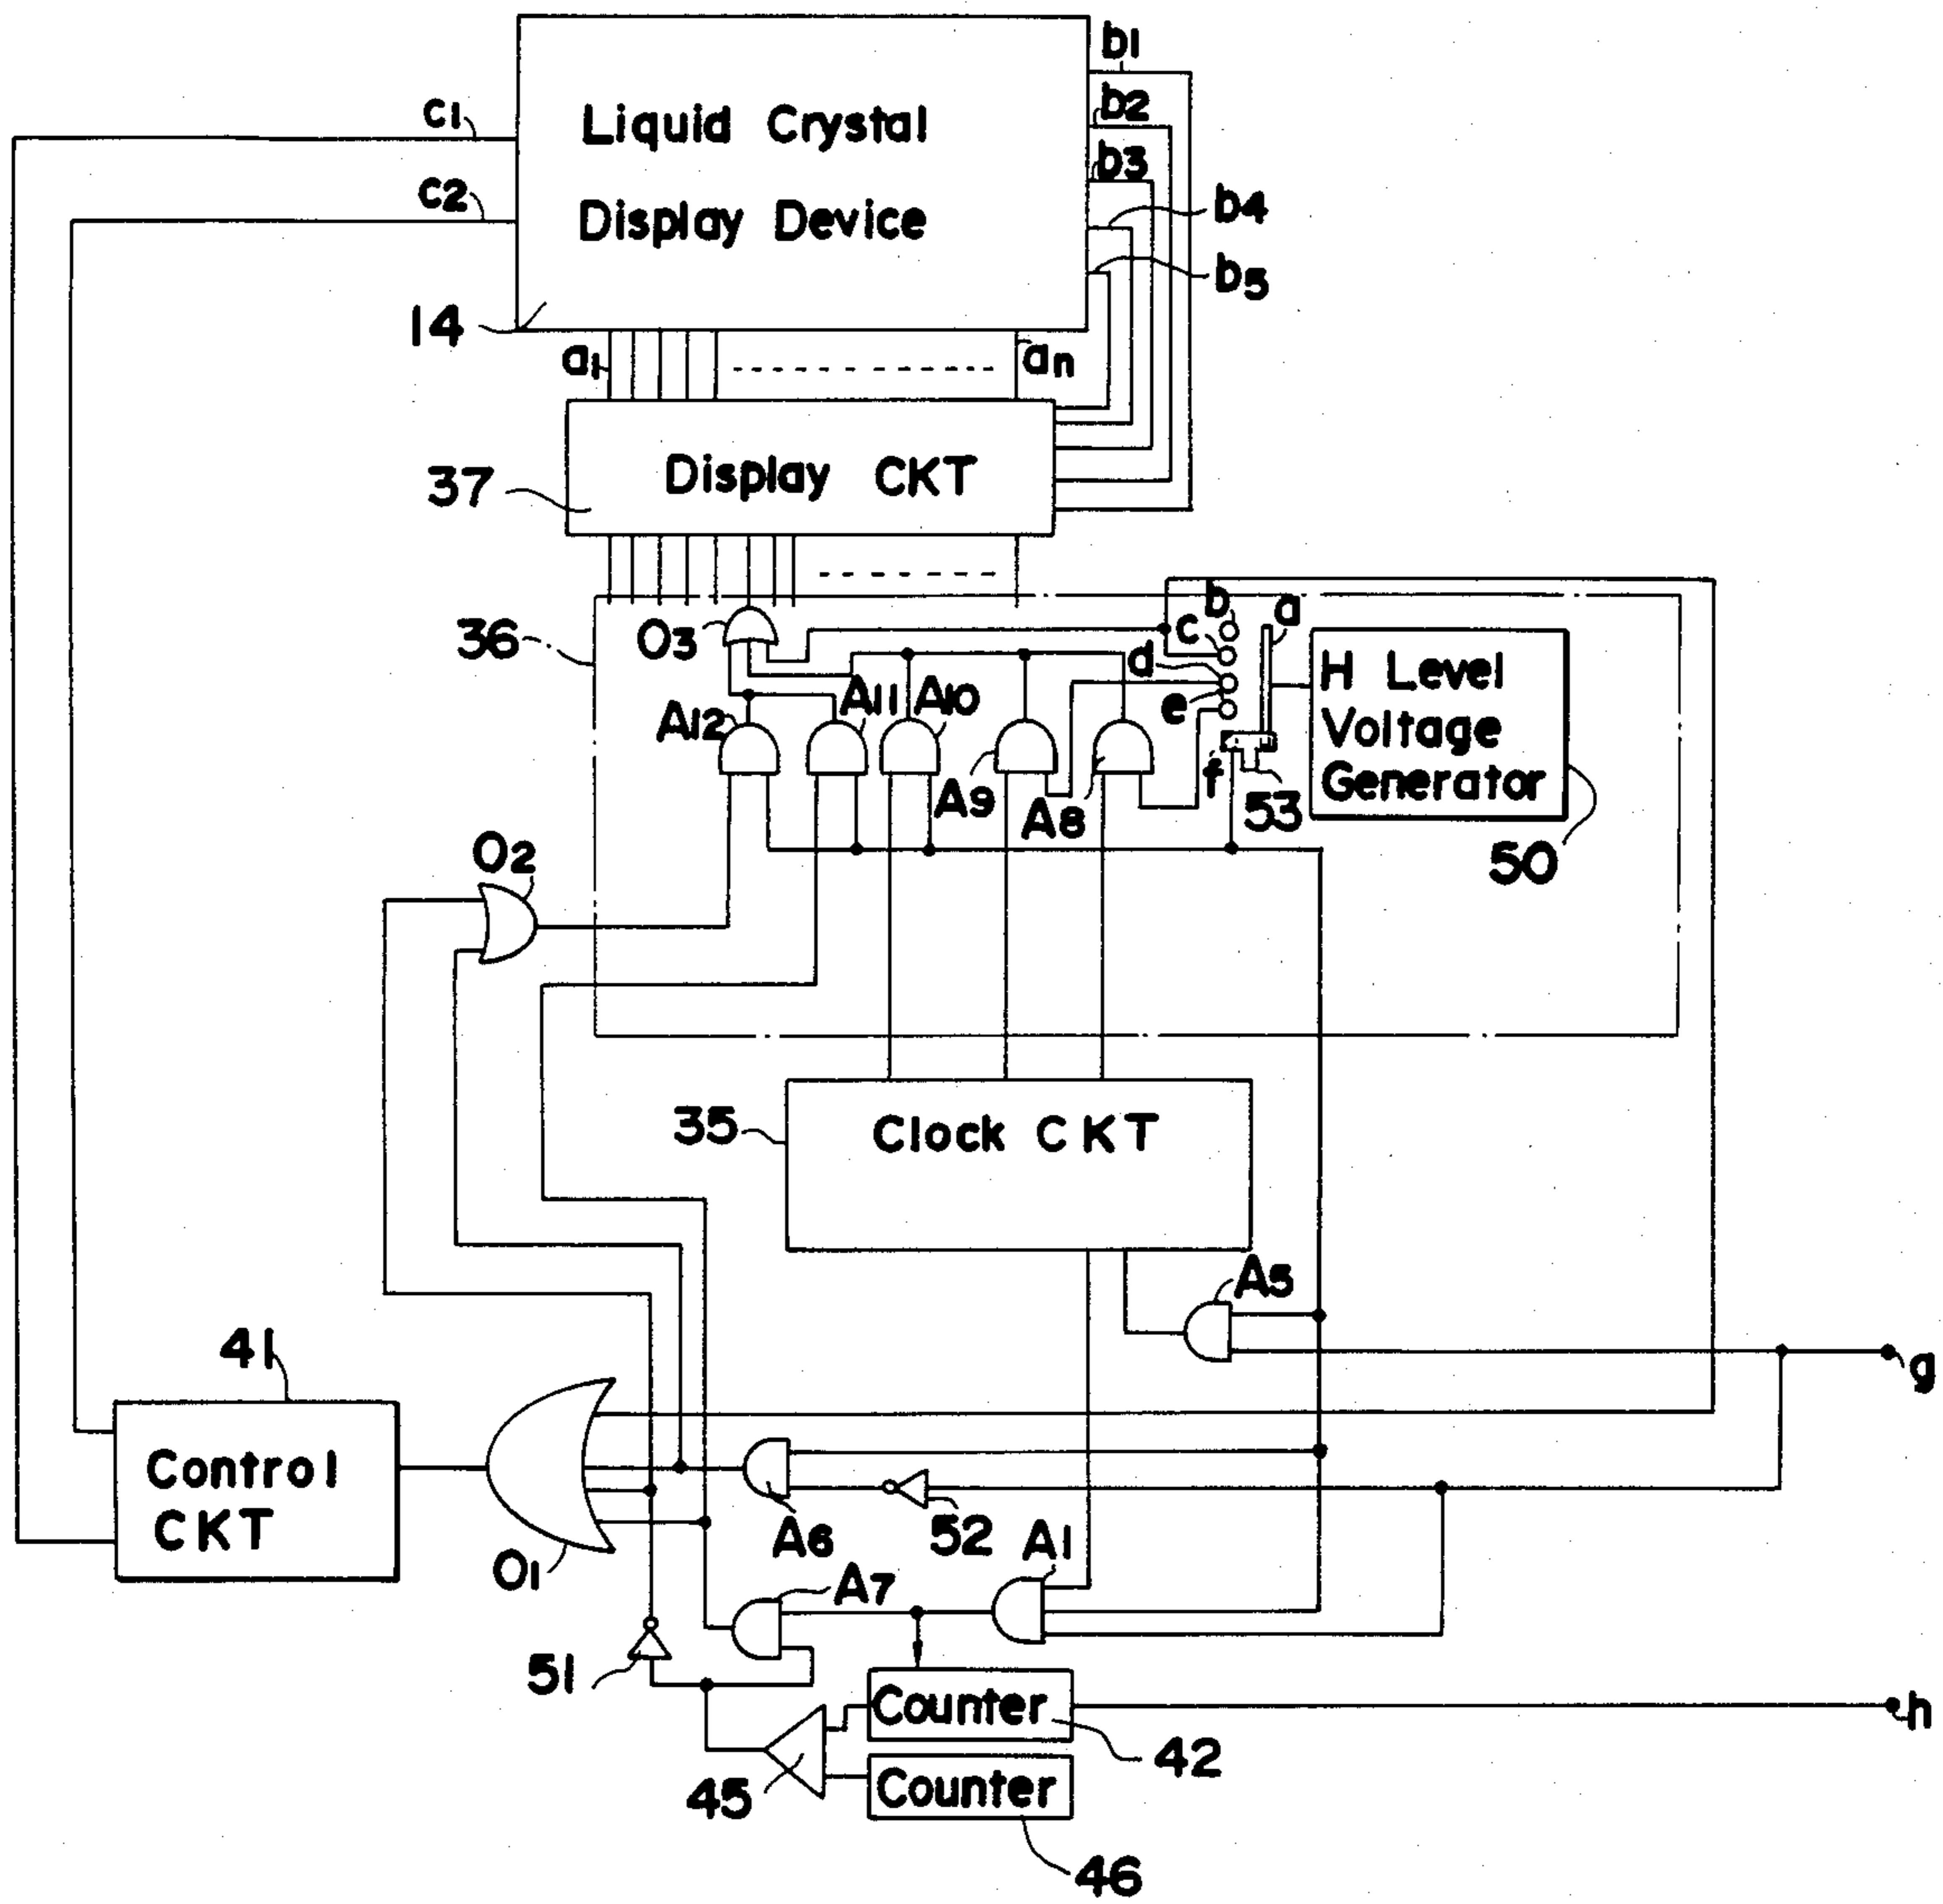 b1
c1
Liquid Crystal
b2
b3
c2
Display Device
b4
b5
14
a1
an
37
Display CKT
36
O3
b
a
c
d
e
H Level
Voltage
Generator
A12
A11
A10
A9
A8
f
53
50
O2
35
Clock CKT
A5
g
41
Control
CKT
O1
A6
52
A1
A7
51
Counter
42
h
45
Counter
46